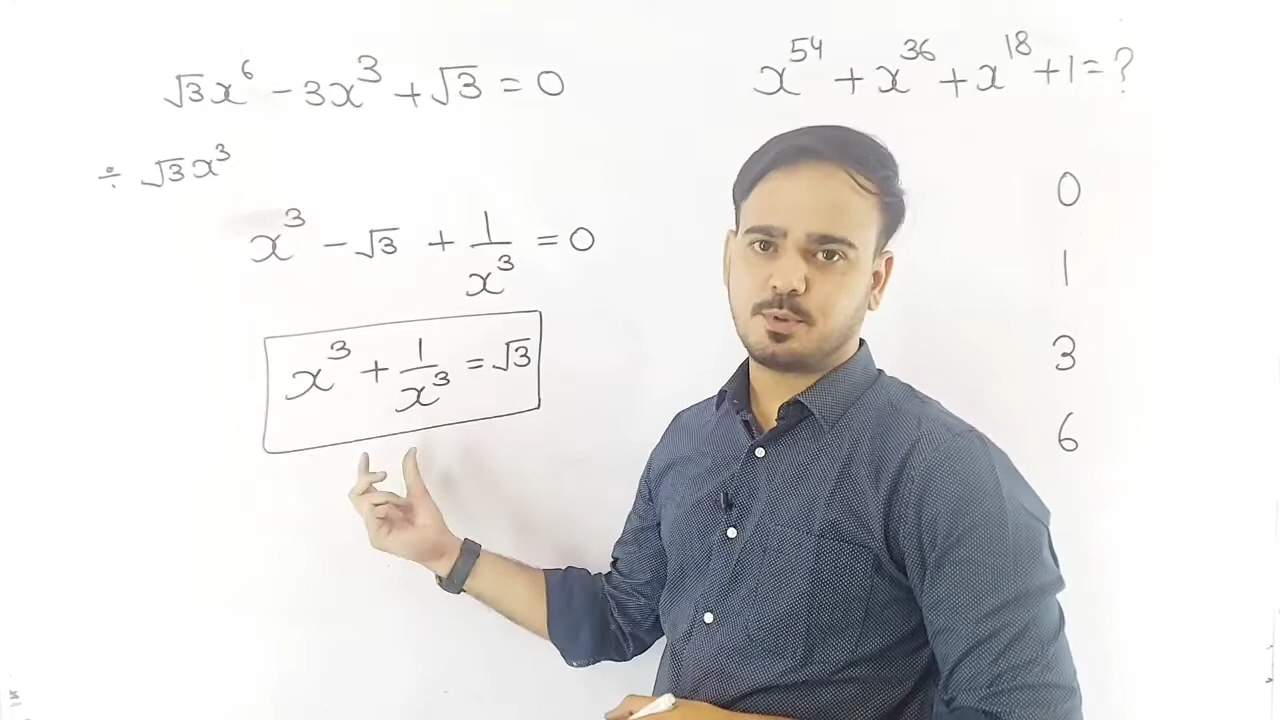 √3x⁶ - 3x³ + √3 = 0
÷ √3x³
x³ - √3 + 1/x³ = 0
x³ + 1/x³ = √3
x⁵⁴ + x³⁶ + x¹⁸ + 1 = ?
0
1
3
6